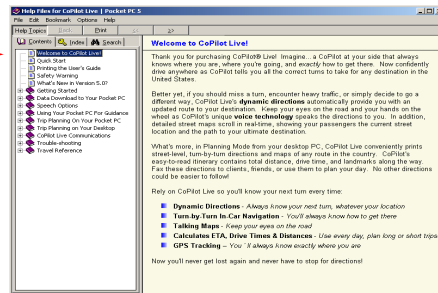 Help Files for CoPilot Live | Pocket PC 5
File Edit Bookmark Options Help
Help Topics Back Print << >>
Contents Index Search
Welcome to CoPilot Live!
Quick Start
Printing the User's Guide
Safety Warning
What's New in Version 5.0?
Getting Started
Data Download to Your Pocket PC
Speech Options
Using Your Pocket PC For Guidance
Trip Planning On Your Pocket PC
Trip Planning on Your Desktop
CoPilot Live Communications
Trouble-shooting
Travel Reference
Welcome to CoPilot Live!
Thank you for purchasing CoPilot® Live! Imagine... a CoPilot at your side that always
knows where you are, where you're going, and exactly how to get there. Now confidently
drive anywhere as CoPilot tells you all the correct turns to take for any destination in the
United States.
Better yet, if you should miss a turn, encounter heavy traffic, or simply decide to go a
different way, CoPilot Live's dynamic directions automatically provide you with an
updated route to your destination. Keep your eyes on the road and your hands on the
wheel as CoPilot's unique voice technology speaks the directions to you. In addition,
detailed street maps scroll in real-time, showing your passengers the current street
location and the path to your ultimate destination.
What's more, in Planning Mode from your desktop PC, CoPilot Live conveniently prints
street-level, turn-by-turn directions and maps of any route in the country. CoPilot's
easy-to-read itinerary contains total distance, drive time, and landmarks along the way.
Fax these directions to clients, friends, or use them to plan your day. No other directions
could be easier to follow!
Rely on CoPilot Live so you'll know your next turn every time:
Dynamic Directions - Always know your next turn, whatever your location
Turn-by-Turn In-Car Navigation - You'll always know how to get there
Talking Maps - Keep your eyes on the road
Calculates ETA, Drive Times & Distances - Use every day, plan long or short trips
GPS Tracking – You´ll always know exactly where you are
Now you'll never get lost again and never have to stop for directions!